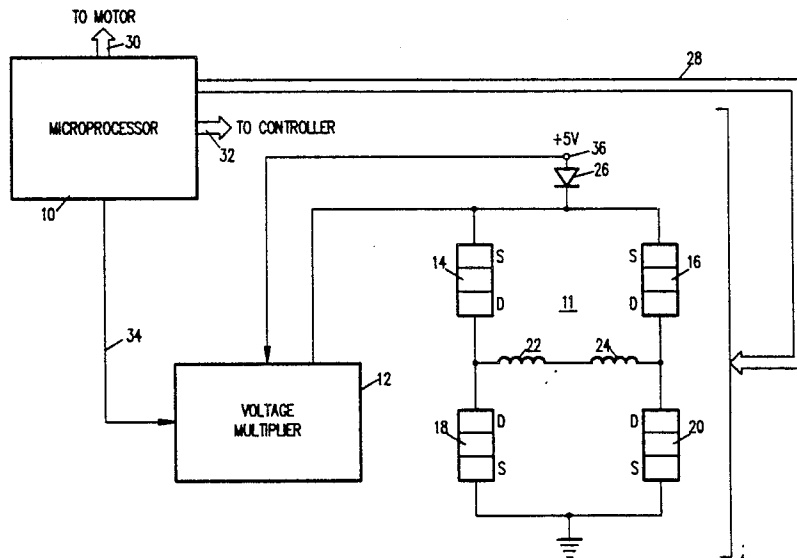 TO MOTOR
30
28
MICROPROCESSOR
TO CONTROLLER
32
+5V
36
26
10
S
S
14
16
D
11
D
34
22
24
12
VOLTAGE
MULTIPLIER
D
D
18
20
S
S